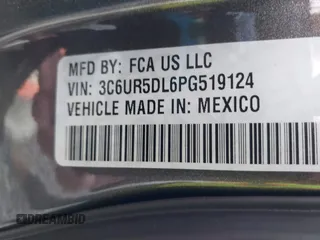 MFD BY: FCA US LLC
VIN: 3C6UR5DL6PG519124
VEHICLE MADE IN: MEXICO
DREAMBID